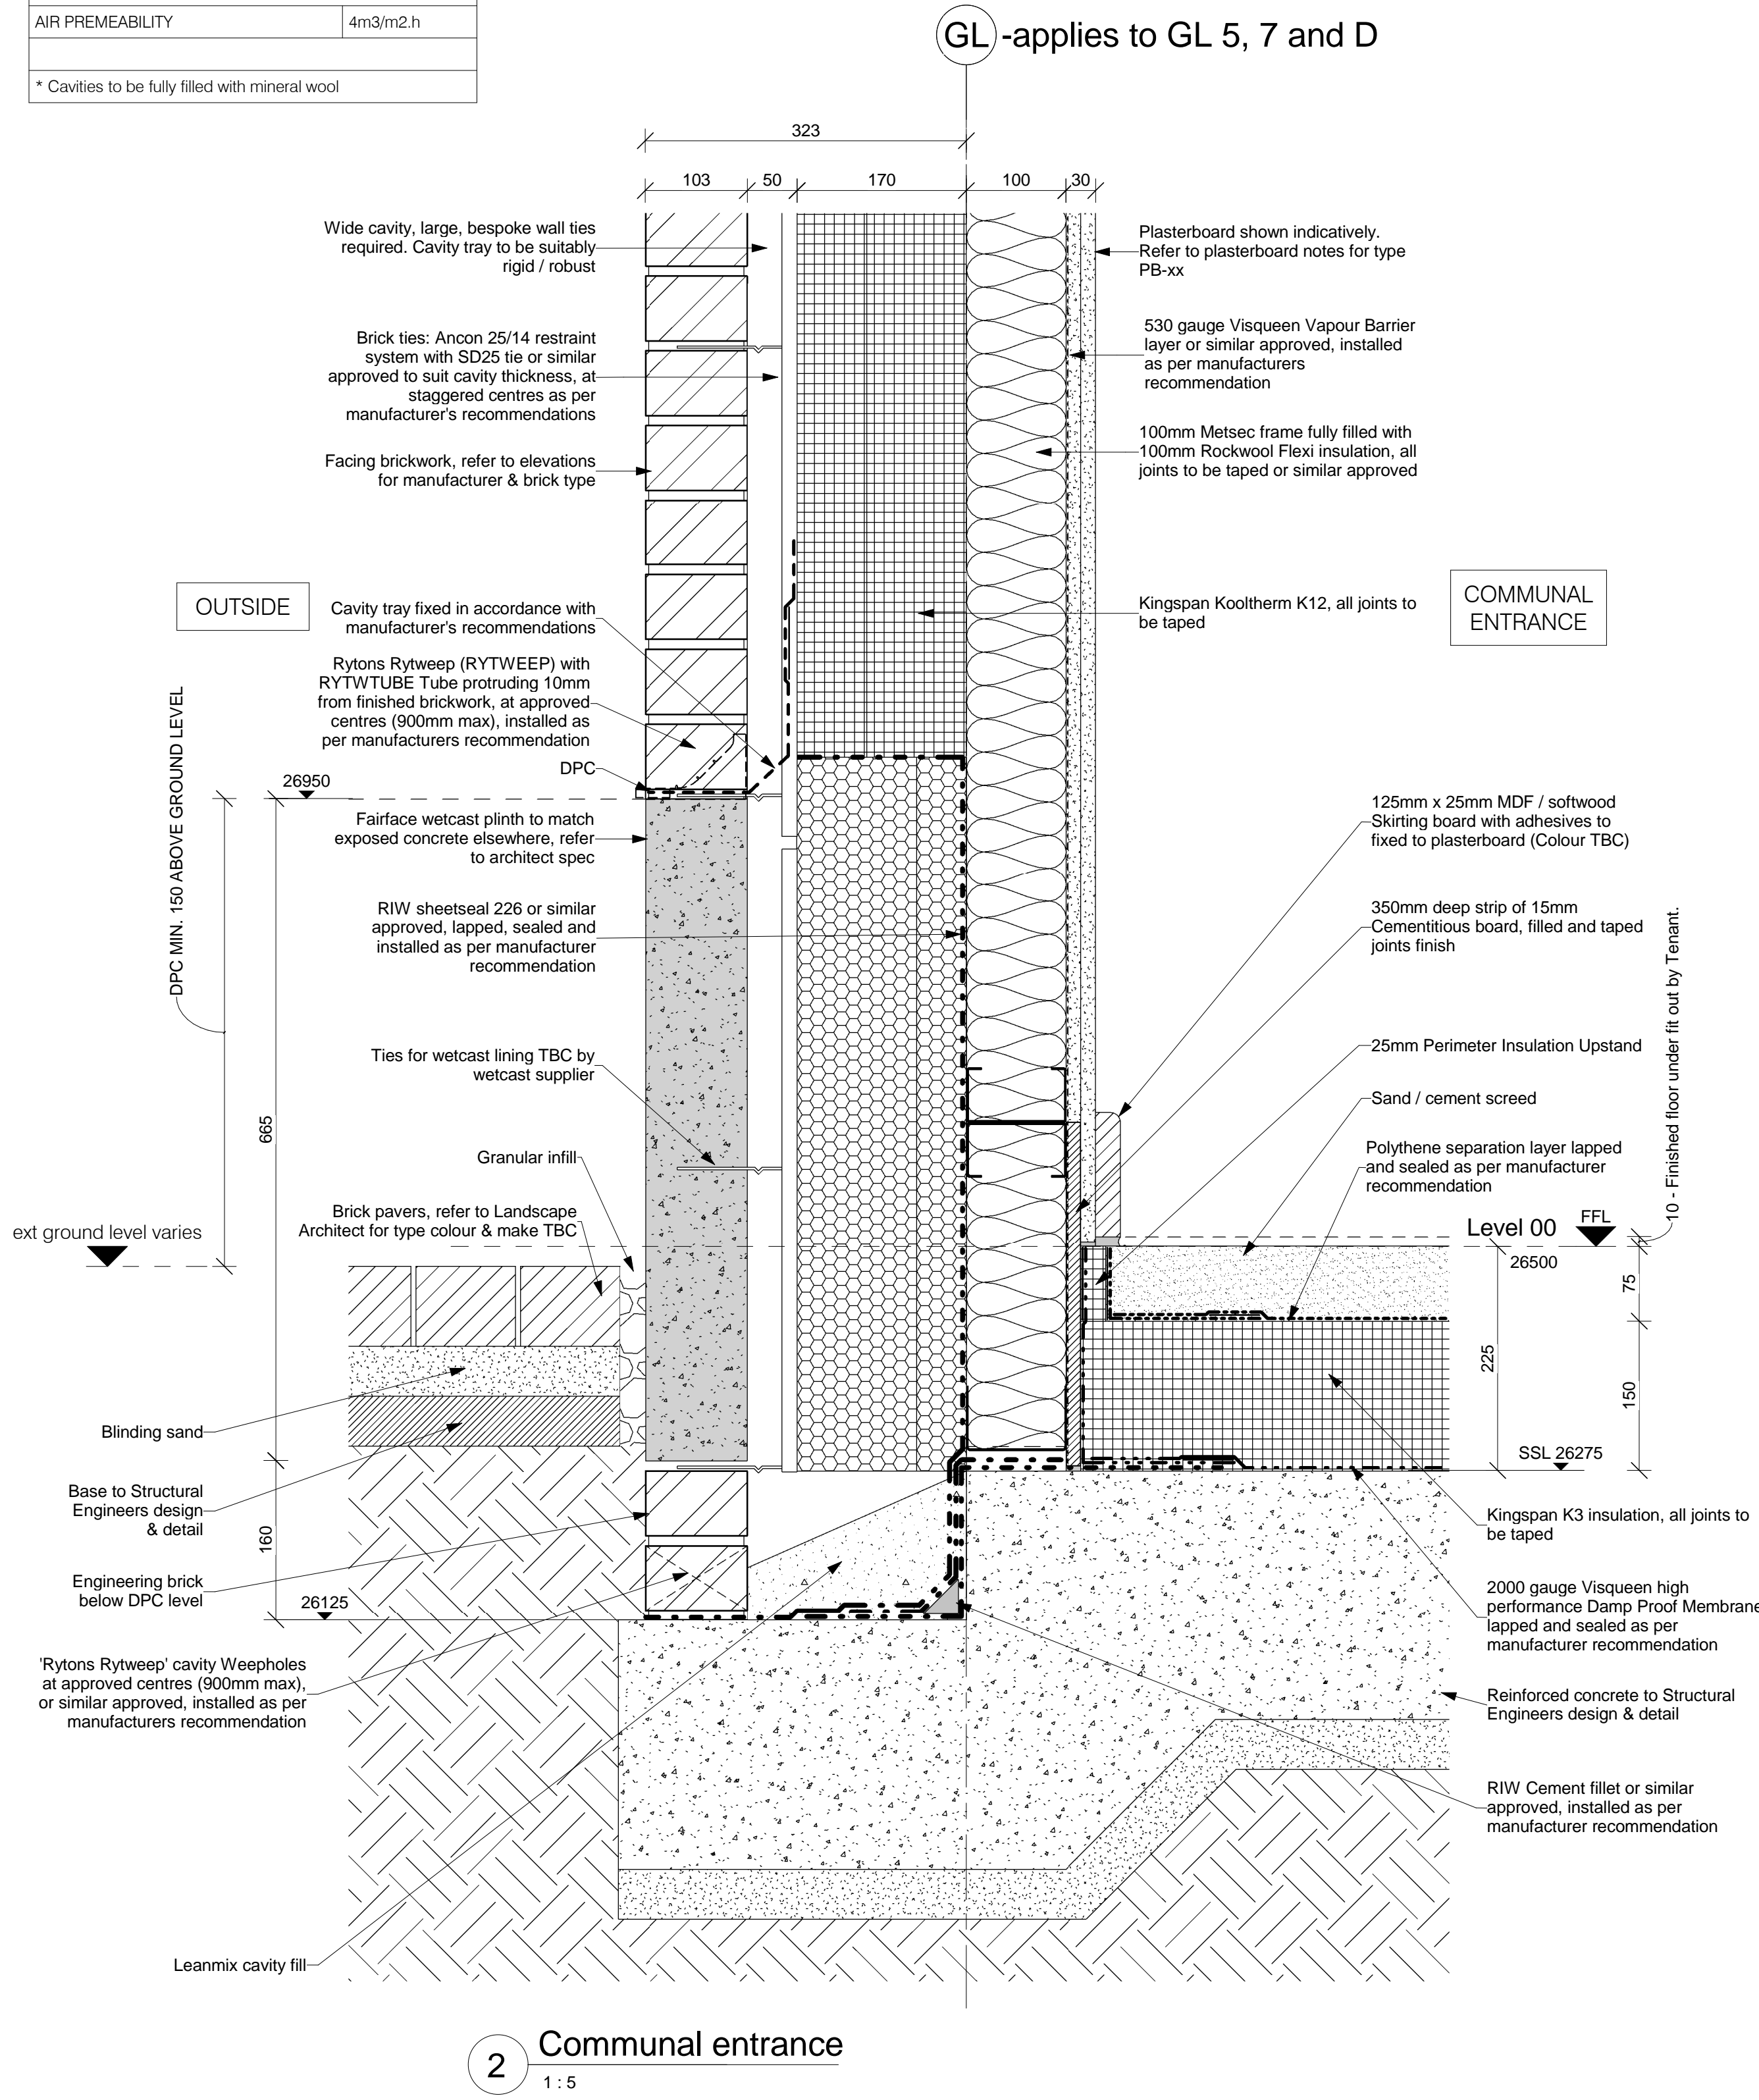 AIR PREMEABILITY 4m3/m2.h
* Cavities to be fully filled with mineral wool
GL -applies to GL 5, 7 and D
323
103 50 170 100 30
Wide cavity, large, bespoke wall ties
required. Cavity tray to be suitably
rigid / robust
Brick ties: Ancon 25/14 restraint
system with SD25 tie or similar
approved to suit cavity thickness, at
staggered centres as per
manufacturer's recommendations
Facing brickwork, refer to elevations
for manufacturer & brick type
OUTSIDE
Cavity tray fixed in accordance with
manufacturer's recommendations
Rytons Rytweep (RYTWEEP) with
RYTWTUBE Tube protruding 10mm
from finished brickwork, at approved
centres (900mm max), installed as
per manufacturers recommendation
DPC
26950
DPC MIN. 150 ABOVE GROUND LEVEL
Fairface wetcast plinth to match
exposed concrete elsewhere, refer
to architect spec
RIW sheetseal 226 or similar
approved, lapped, sealed and
installed as per manufacturer
recommendation
Ties for wetcast lining TBC by
wetcast supplier
665
Granular infill
Brick pavers, refer to Landscape
Architect for type colour & make TBC
ext ground level varies
Blinding sand
Base to Structural
Engineers design
& detail
160
Engineering brick
below DPC level
26125
'Rytons Rytweep' cavity Weepholes
at approved centres (900mm max),
or similar approved, installed as per
manufacturers recommendation
Leanmix cavity fill
Plasterboard shown indicatively.
Refer to plasterboard notes for type
PB-xx
530 gauge Visqueen Vapour Barrier
layer or similar approved, installed
as per manufacturers
recommendation
100mm Metsec frame fully filled with
100mm Rockwool Flexi insulation, all
joints to be taped or similar approved
Kingspan Kooltherm K12, all joints to
be taped
COMMUNAL
ENTRANCE
125mm x 25mm MDF / softwood
Skirting board with adhesives to
fixed to plasterboard (Colour TBC)
350mm deep strip of 15mm
Cementitious board, filled and taped
joints finish
10 - Finished floor under fit out by Tenant.
25mm Perimeter Insulation Upstand
Sand / cement screed
Polythene separation layer lapped
and sealed as per manufacturer
recommendation
Level 00 FFL
26500
75
225
150
SSL 26275
Kingspan K3 insulation, all joints to
be taped
2000 gauge Visqueen high
performance Damp Proof Membrane
lapped and sealed as per
manufacturer recommendation
Reinforced concrete to Structural
Engineers design & detail
RIW Cement fillet or similar
approved, installed as per
manufacturer recommendation
2 Communal entrance
1 : 5